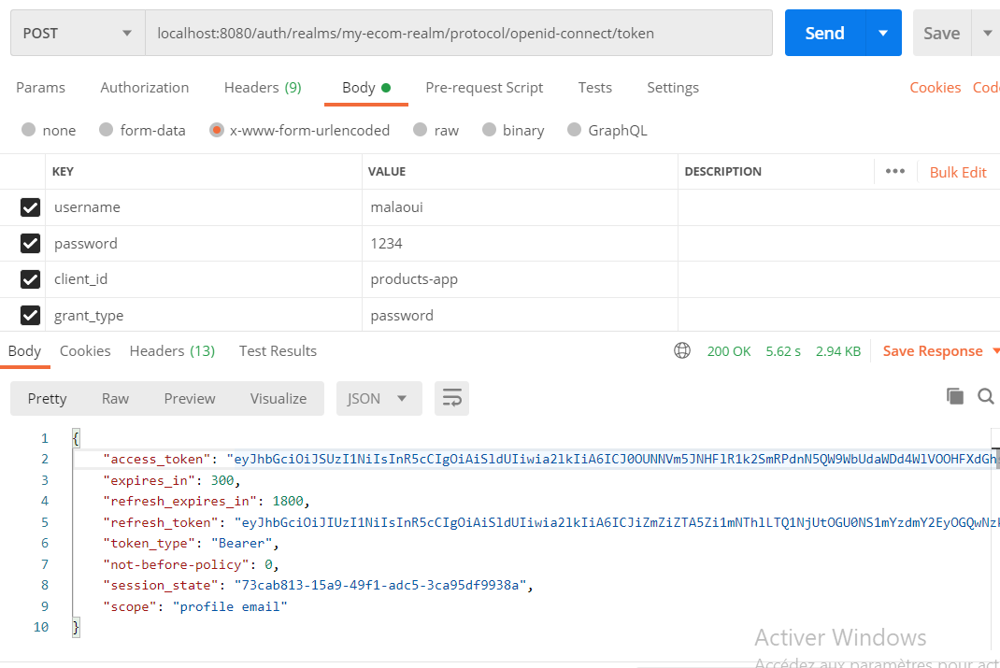 POST localhost:8080/auth/realms/my-ecom-realm/protocol/openid-connect/token Send Save
Params Authorization Headers (9) Body Pre-request Script Tests Settings Cookies Code
none form-data x-www-form-urlencoded raw binary GraphQL
KEY VALUE DESCRIPTION ••• Bulk Edit
username malaoui
password 1234
client_id products-app
grant_type password
Body Cookies Headers (13) Test Results 200 OK 5.62 s 2.94 KB Save Response
Pretty Raw Preview Visualize JSON
1 {
2 "access_token": "eyJhbGciOiJSUzI1NiIsInR5cCIgOiAiSldUIiwia2lkIiA6ICJ0OUNNVm5JNHFlR1k2SmRPdnN5QW9WbUdaWDd4WlVOOHFXdGh
3 "expires_in": 300,
4 "refresh_expires_in": 1800,
5 "refresh_token": "eyJhbGciOiJIUzI1NiIsInR5cCIgOiAiSldUIiwia2lkIiA6ICJiZmZiZTA5Zi1mNThlLTQ1NjUtOGU0NS1mYzdmY2EyOGQwNzk
6 "token_type": "Bearer",
7 "not-before-policy": 0,
8 "session_state": "73cab813-15a9-49f1-adc5-3ca95df9938a",
9 "scope": "profile email"
10 }
Activer Windows
Accédez aux paramètres pour act